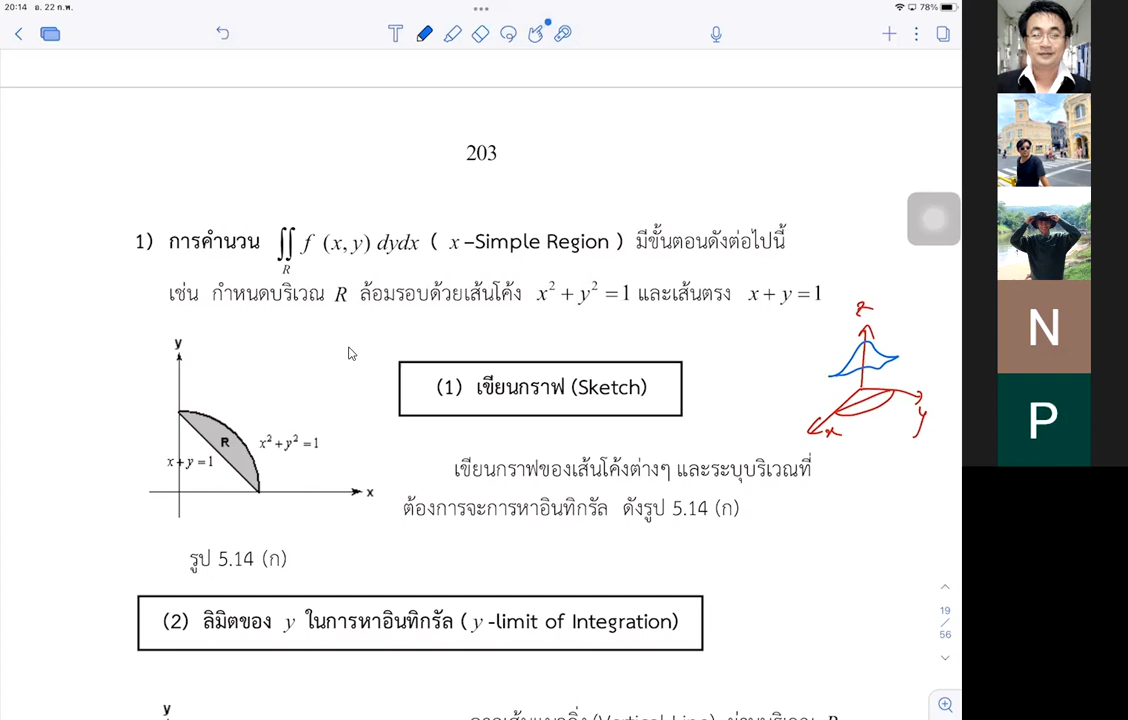 20:14 อ. 22 ก.พ.
78%
203
1) การคำนวน ∬_R f (x, y) dydx ( x –Simple Region ) มีขั้นตอนดังต่อไปนี้
เช่น กำหนดบริเวณ R ล้อมรอบด้วยเส้นโค้ง x² + y² = 1 และเส้นตรง x + y = 1
z
y
x
y
R
x² + y² = 1
x + y = 1
x
(1) เขียนกราฟ (Sketch)
เขียนกราฟของเส้นโค้งต่างๆ และระบุบริเวณที่
ต้องการจะการหาอินทิกรัล ดังรูป 5.14 (ก)
รูป 5.14 (ก)
(2) ลิมิตของ y ในการหาอินทิกรัล ( y -limit of Integration)
y
19
/
56
N
P